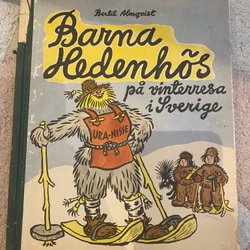 Bertil Almqvist
Barna
Hedenhös
på vinterresa
i Sverige
URA-NISSE